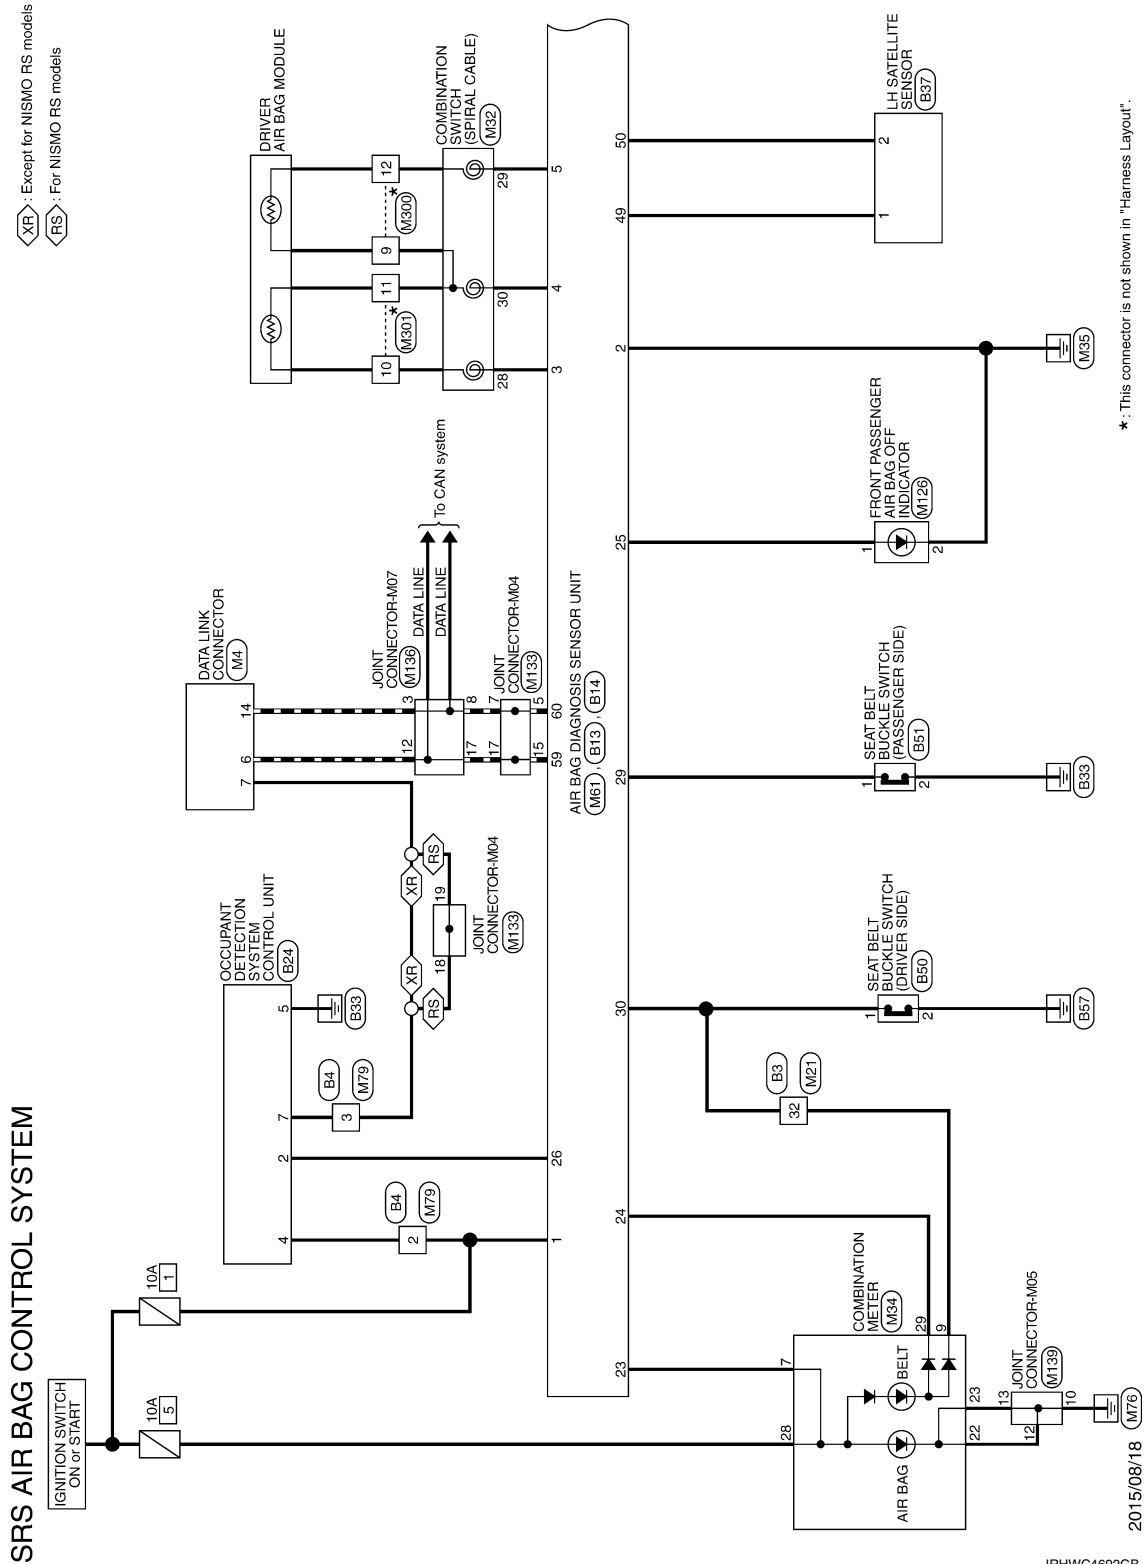 SRS AIR BAG CONTROL SYSTEM
XR : Except for NISMO RS models
RS : For NISMO RS models
IGNITION SWITCH
ON or START
10A
5
10A
1
OCCUPANT
DETECTION
SYSTEM
CONTROL UNIT
B24
4
2
7
5
B4
M79
2
B4
M79
3
B33
XR
XR
RS
RS
18
19
JOINT
CONNECTOR-M04
M133
DATA LINK
CONNECTOR
M4
7
6
14
JOINT
CONNECTOR-M07
M136
12
3
17
8
DATA LINE
DATA LINE
To CAN system
JOINT
CONNECTOR-M04
M133
17
7
15
5
DRIVER
AIR BAG MODULE
10
11
9
12
*
M301
*
M300
COMBINATION
SWITCH
(SPIRAL CABLE)
M32
28
30
29
1
26
59
60
3
4
5
AIR BAG DIAGNOSIS SENSOR UNIT
M61 , B13 , B14
23
24
30
29
25
2
49
50
COMBINATION
METER
M34
28
7
29
9
AIR BAG
BELT
22
23
JOINT
CONNECTOR-M05
M139
12
13
10
M76
B3
M21
32
SEAT BELT
BUCKLE SWITCH
(DRIVER SIDE)
B50
1
2
B57
SEAT BELT
BUCKLE SWITCH
(PASSENGER SIDE)
B51
1
2
B33
FRONT PASSENGER
AIR BAG OFF
INDICATOR
M126
1
2
M35
LH SATELLITE
SENSOR
B37
1
2
* : This connector is not shown in "Harness Layout".
2015/08/18
JRHWC4692GB